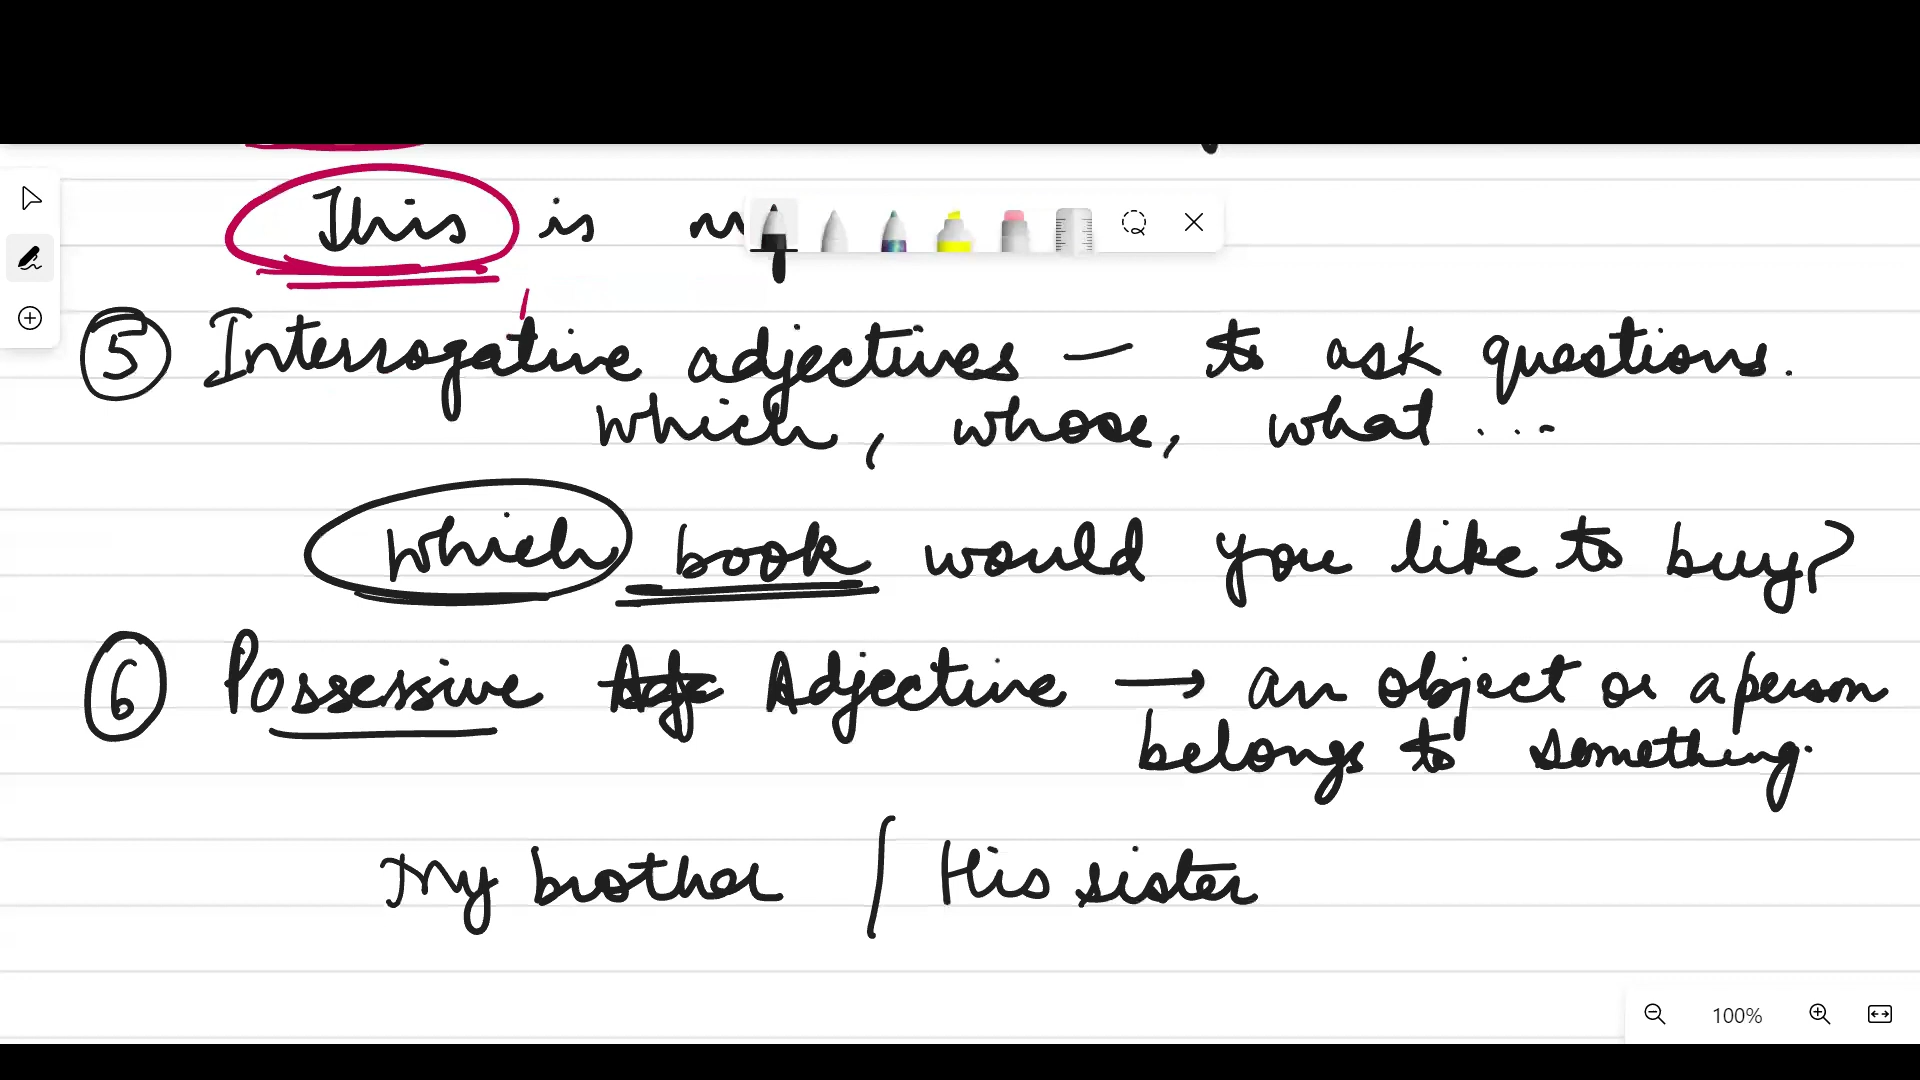 This is
⑤ Interrogative adjectives — to ask questions.
which, whose, what ...
Which book would you like to buy?
⑥ Possessive Adjective → an object or a person
belongs to something.
My brother / His sister
100%